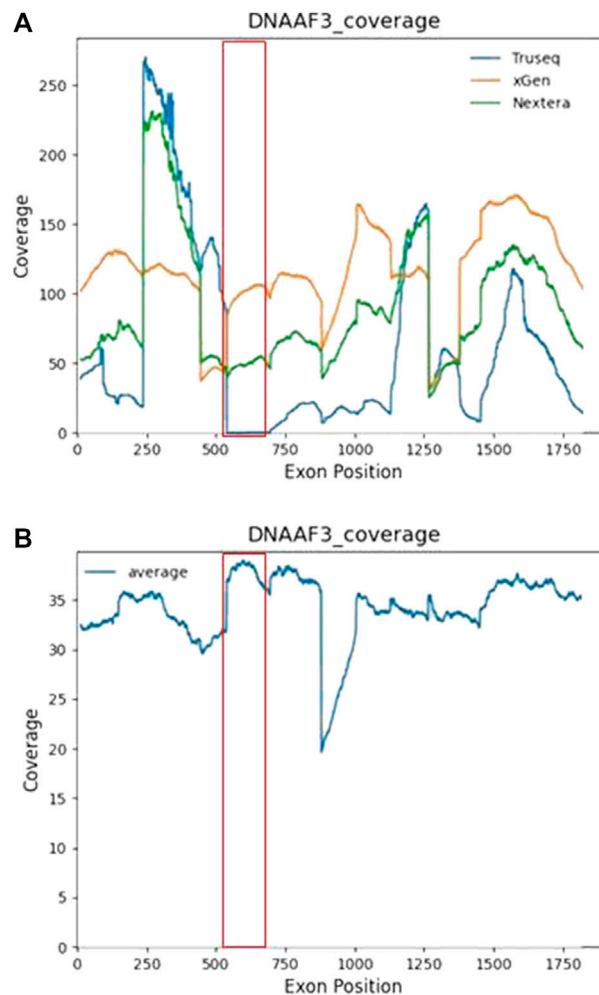 A
DNAAF3_coverage
Truseq
xGen
Nextera
250
200
150
100
50
0
Coverage
0 250 500 750 1000 1250 1500 1750
Exon Position
B
DNAAF3_coverage
average
35
30
25
20
15
10
5
0
Coverage
0 250 500 750 1000 1250 1500 1750
Exon Position